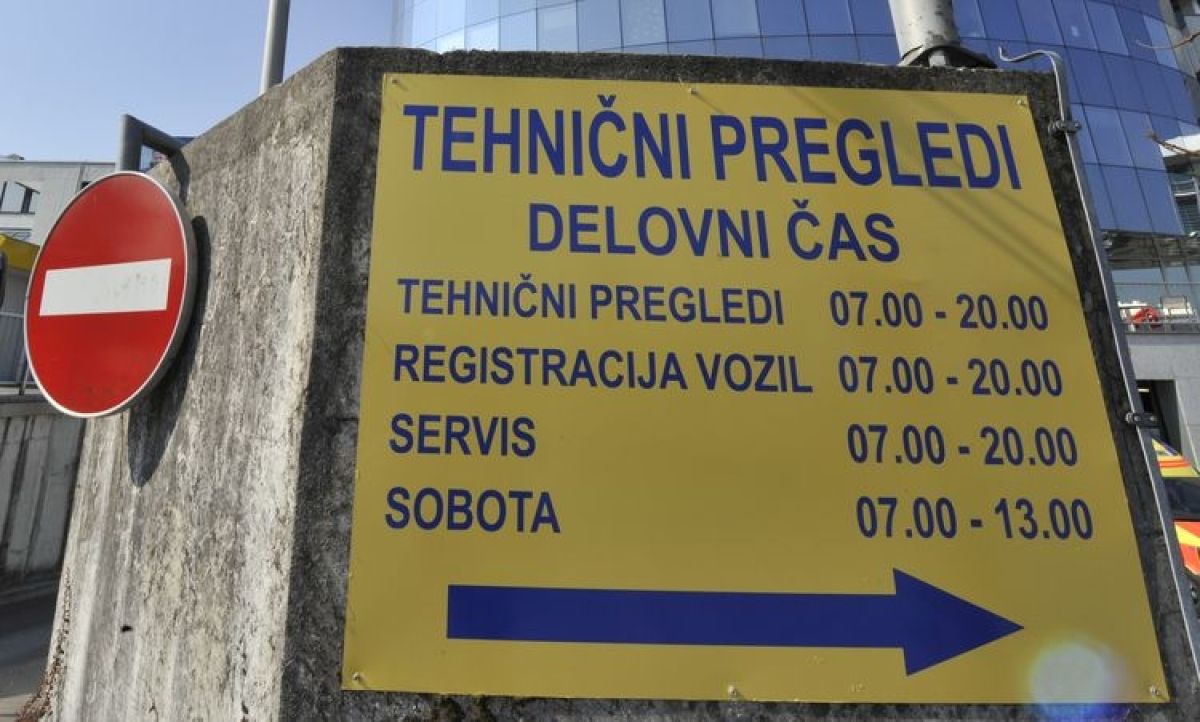 TEHNIČNI PREGLEDI
DELOVNI ČAS
TEHNIČNI PREGLEDI 07.00 - 20.00
REGISTRACIJA VOZIL 07.00 - 20.00
SERVIS 07.00 - 20.00
SOBOTA 07.00 - 13.00